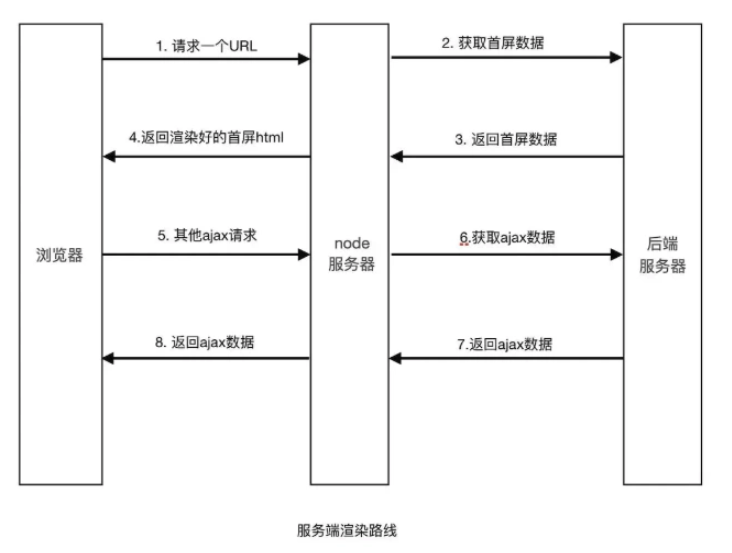 1. 请求一个URL
2. 获取首屏数据
4.返回渲染好的首屏html
3. 返回首屏数据
5. 其他ajax请求
6.获取ajax数据
浏览器
node
服务器
后端
服务器
8. 返回ajax数据
7.返回ajax数据
服务端渲染路线